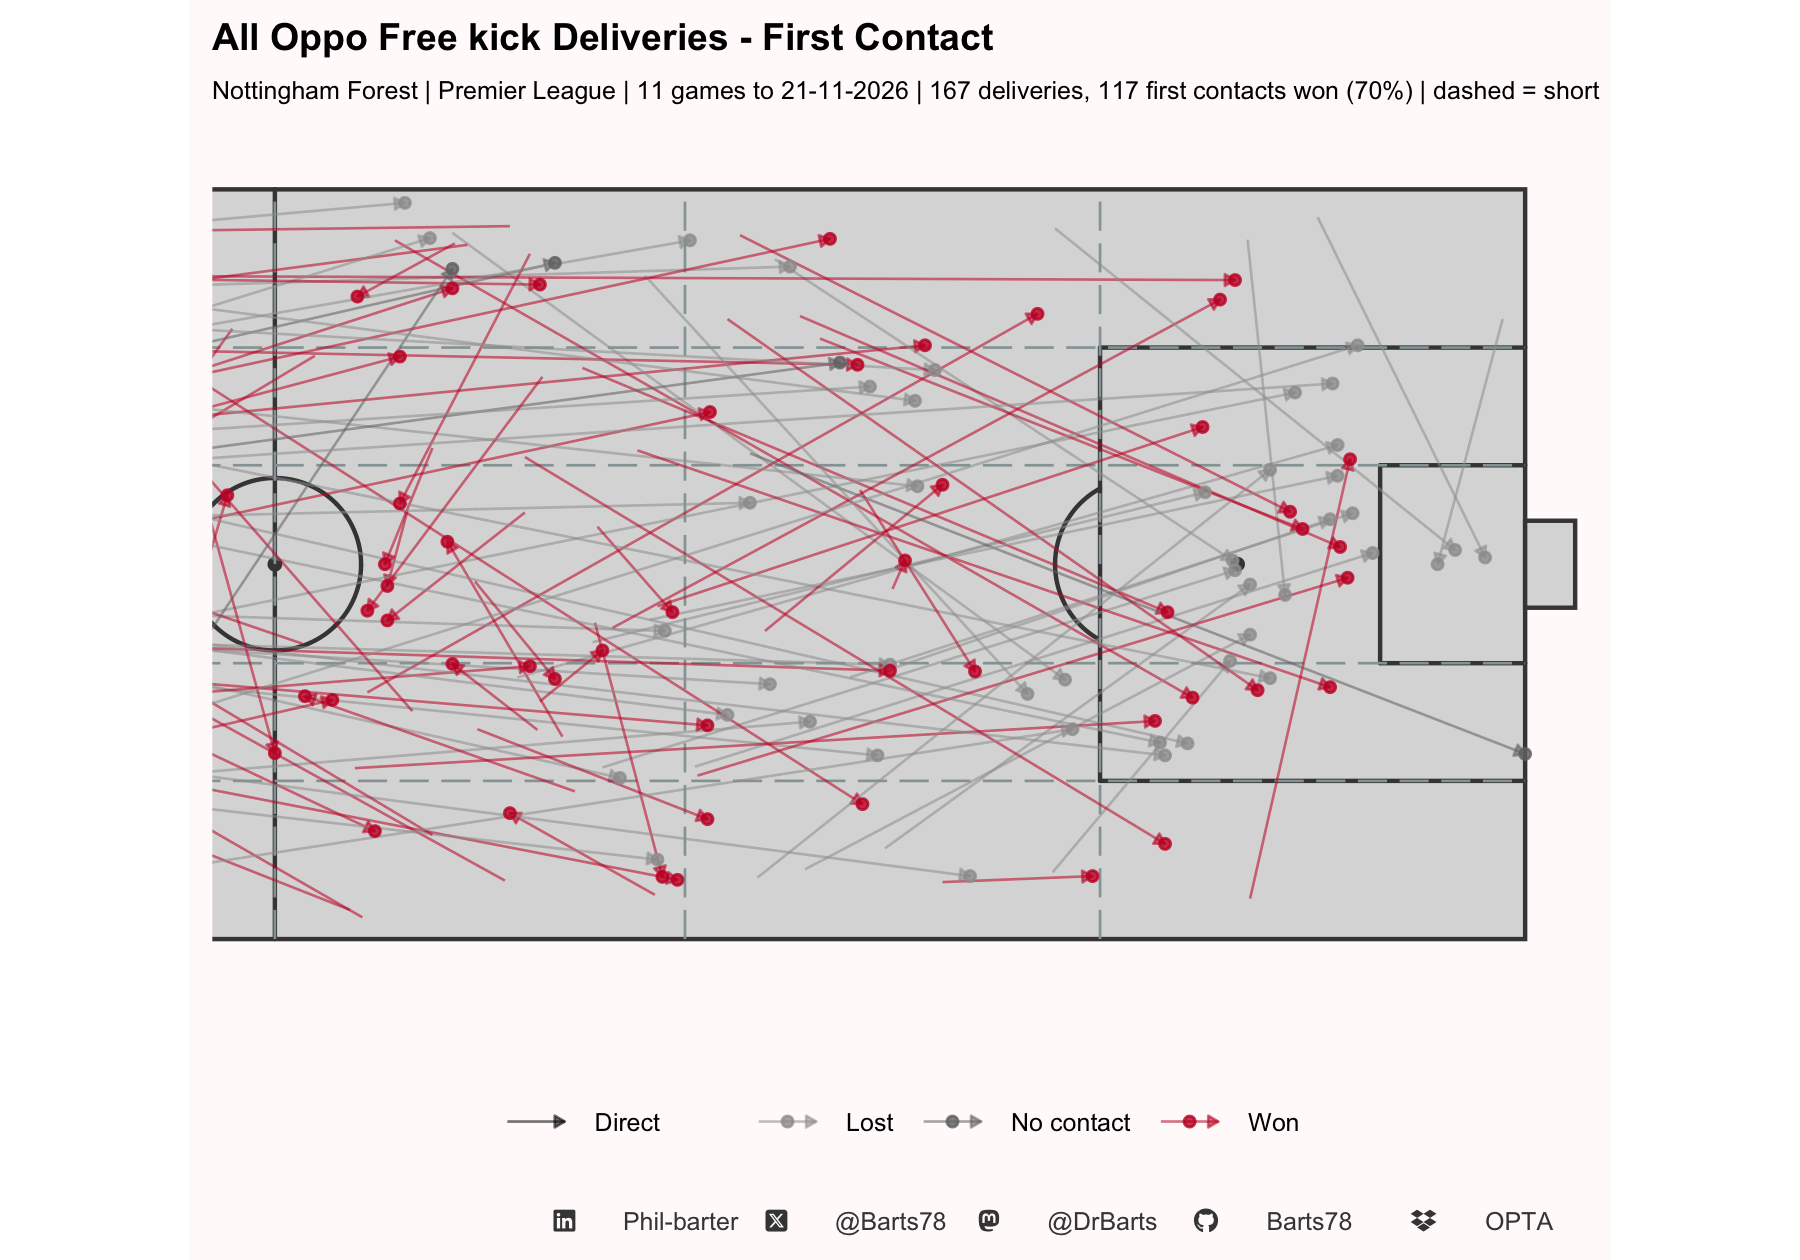 All Oppo Free kick Deliveries - First Contact
Nottingham Forest | Premier League | 11 games to 21-11-2026 | 167 deliveries, 117 first contacts won (70%) | dashed = short
Direct Lost No contact Won
Phil-barter @Barts78 @DrBarts Barts78 OPTA